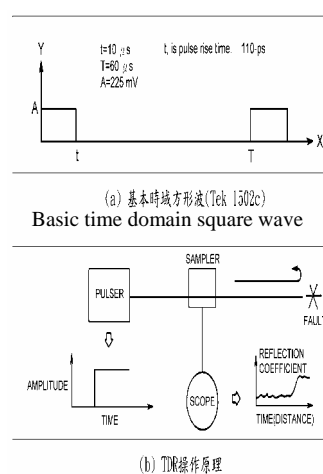 Y
t=10 μs
t, is pulse rise time. 110-ps
T=60 μs
A=225 mV
A
X
t
T
(a) 基本時域方形波(Tek 1502c)
Basic time domain square wave
SAMPLER
PULSER
FAULT
AMPLITUDE
TIME
SCOPE
REFLECTION
COEFFICIENT
TIME(DISTANCE)
(b) TDR操作原理